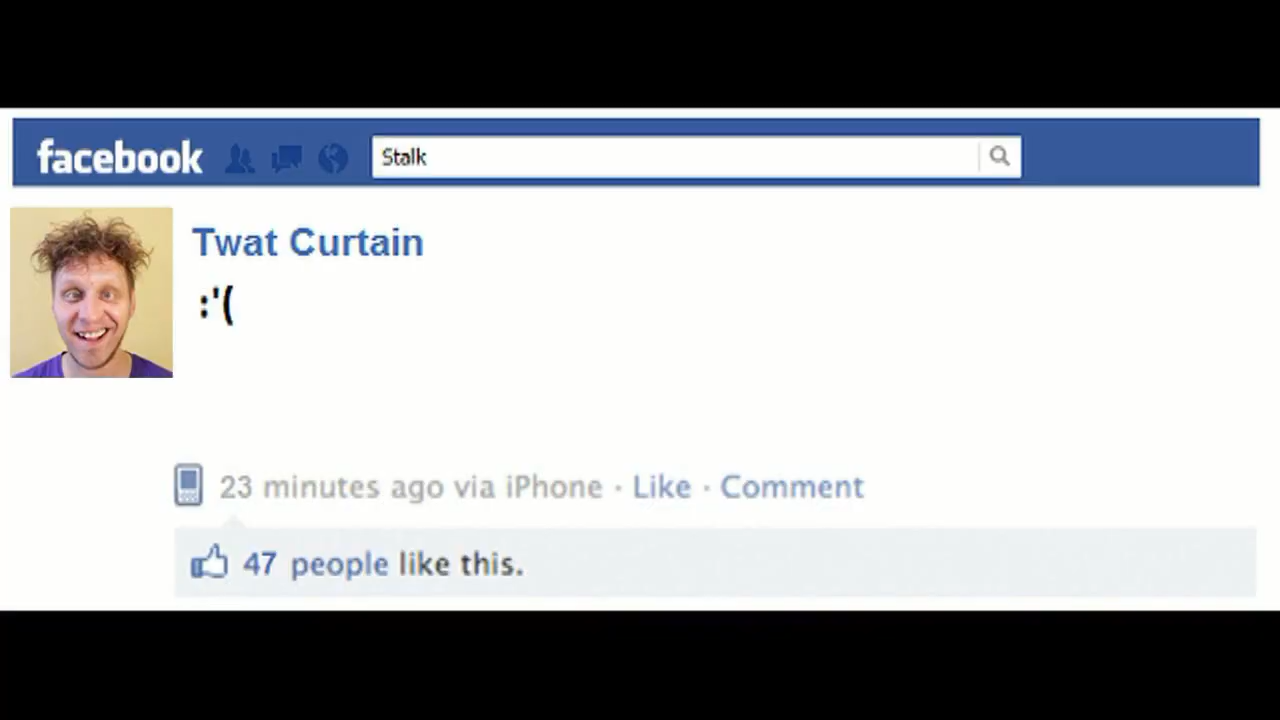 facebook Stalk
Twat Curtain
:'(
23 minutes ago via iPhone · Like · Comment
47 people like this.